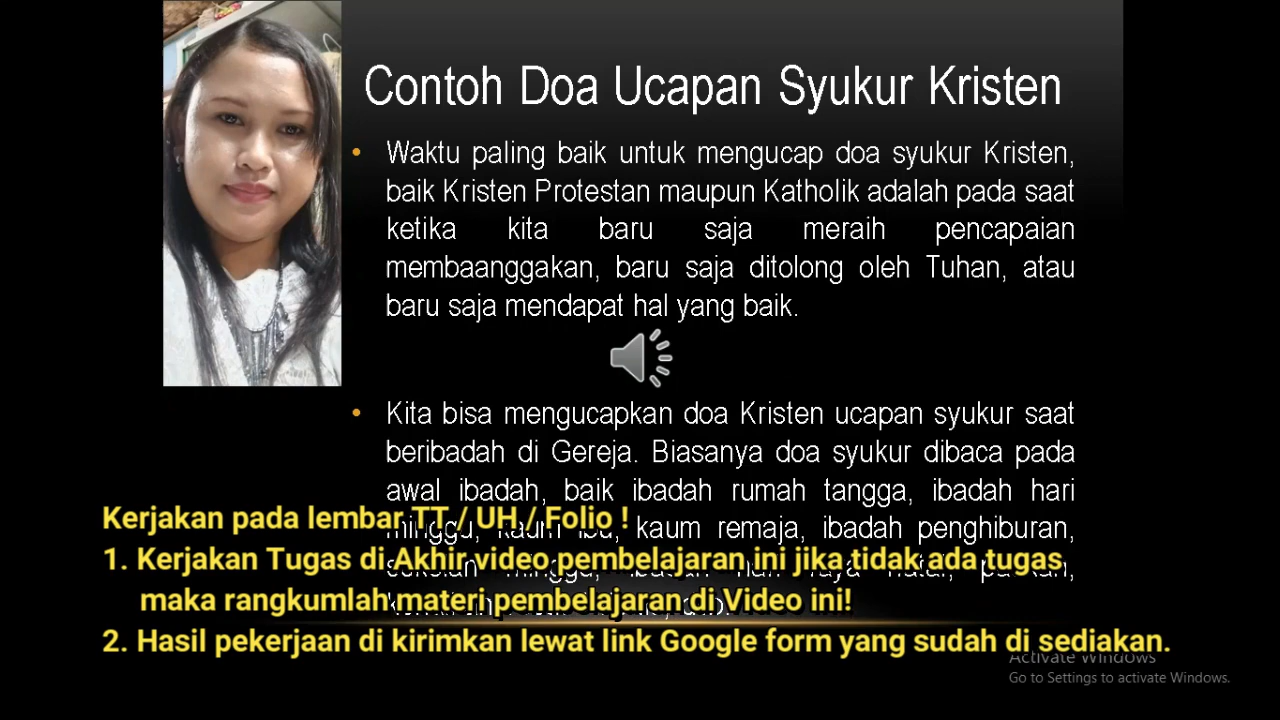 Contoh Doa Ucapan Syukur Kristen
• Waktu paling baik untuk mengucap doa syukur Kristen,
baik Kristen Protestan maupun Katholik adalah pada saat
ketika kita baru saja meraih pencapaian
membaanggakan, baru saja ditolong oleh Tuhan, atau
baru saja mendapat hal yang baik.
• Kita bisa mengucapkan doa Kristen ucapan syukur saat
beribadah di Gereja. Biasanya doa syukur dibaca pada
awal ibadah, baik ibadah rumah tangga, ibadah hari
minggu, kaum ibu, kaum remaja, ibadah penghiburan,
Kerjakan pada lembar TT / UH / Folio !
1. Kerjakan Tugas di Akhir video pembelajaran ini jika tidak ada tugas
maka rangkumlah materi pembelajaran di Video ini!
2. Hasil pekerjaan di kirimkan lewat link Google form yang sudah di sediakan.
Activate Windows
Go to Settings to activate Windows.